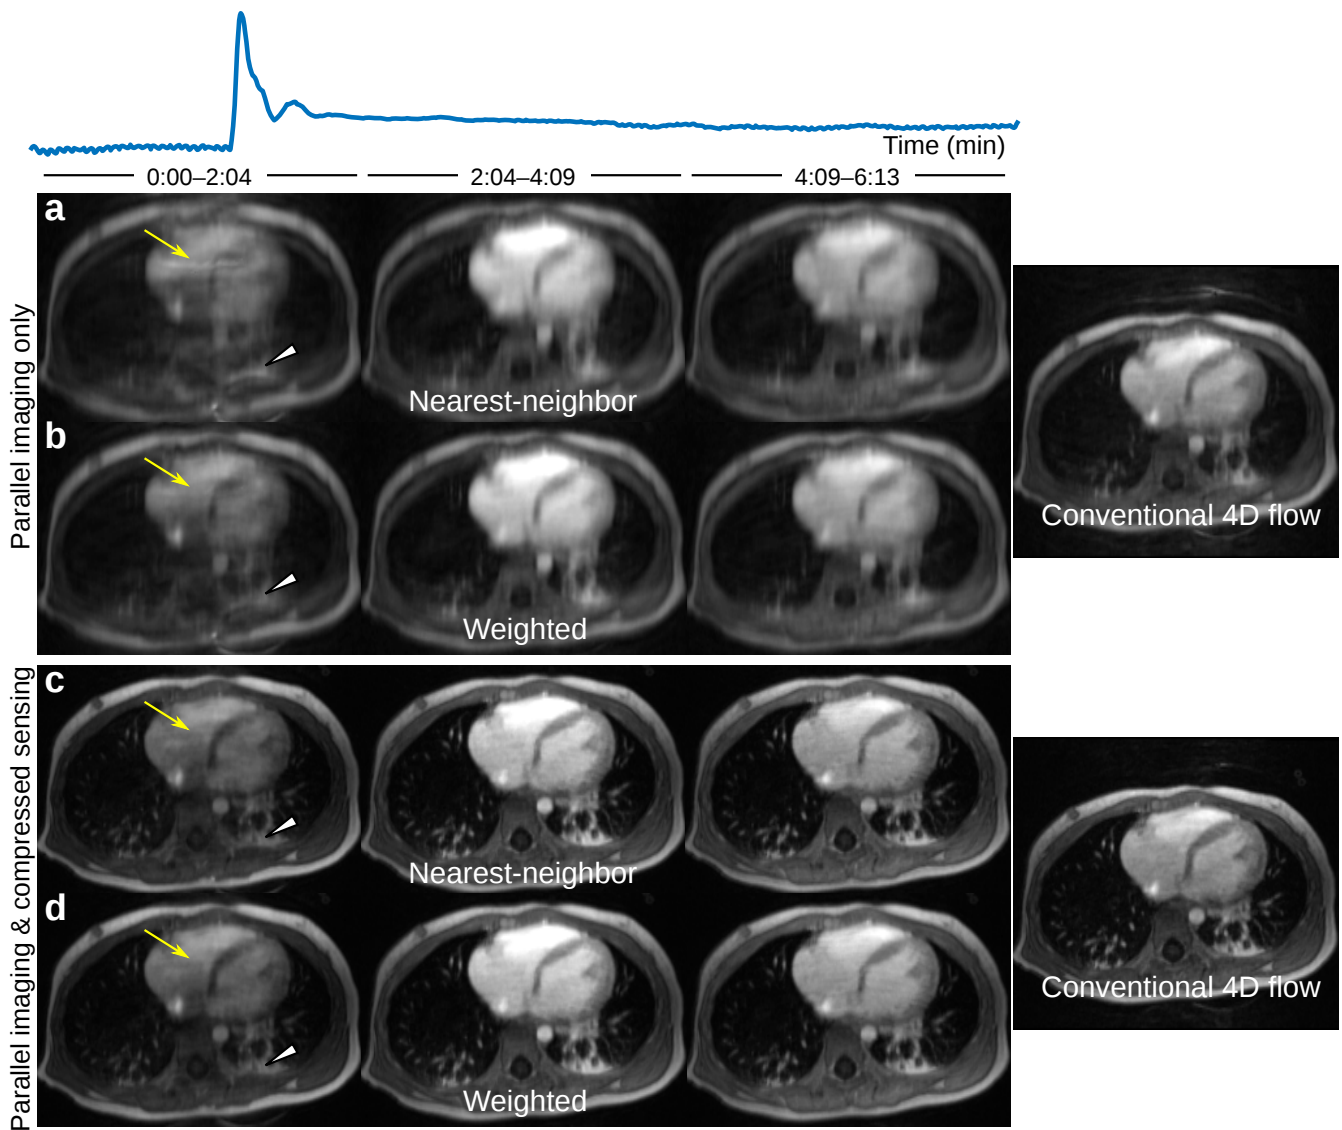 Time (min)
0:00–2:04
2:04–4:09
4:09–6:13
Parallel imaging only
a
Nearest-neighbor
b
Weighted
Conventional 4D flow
Parallel imaging & compressed sensing
c
Nearest-neighbor
d
Weighted
Conventional 4D flow